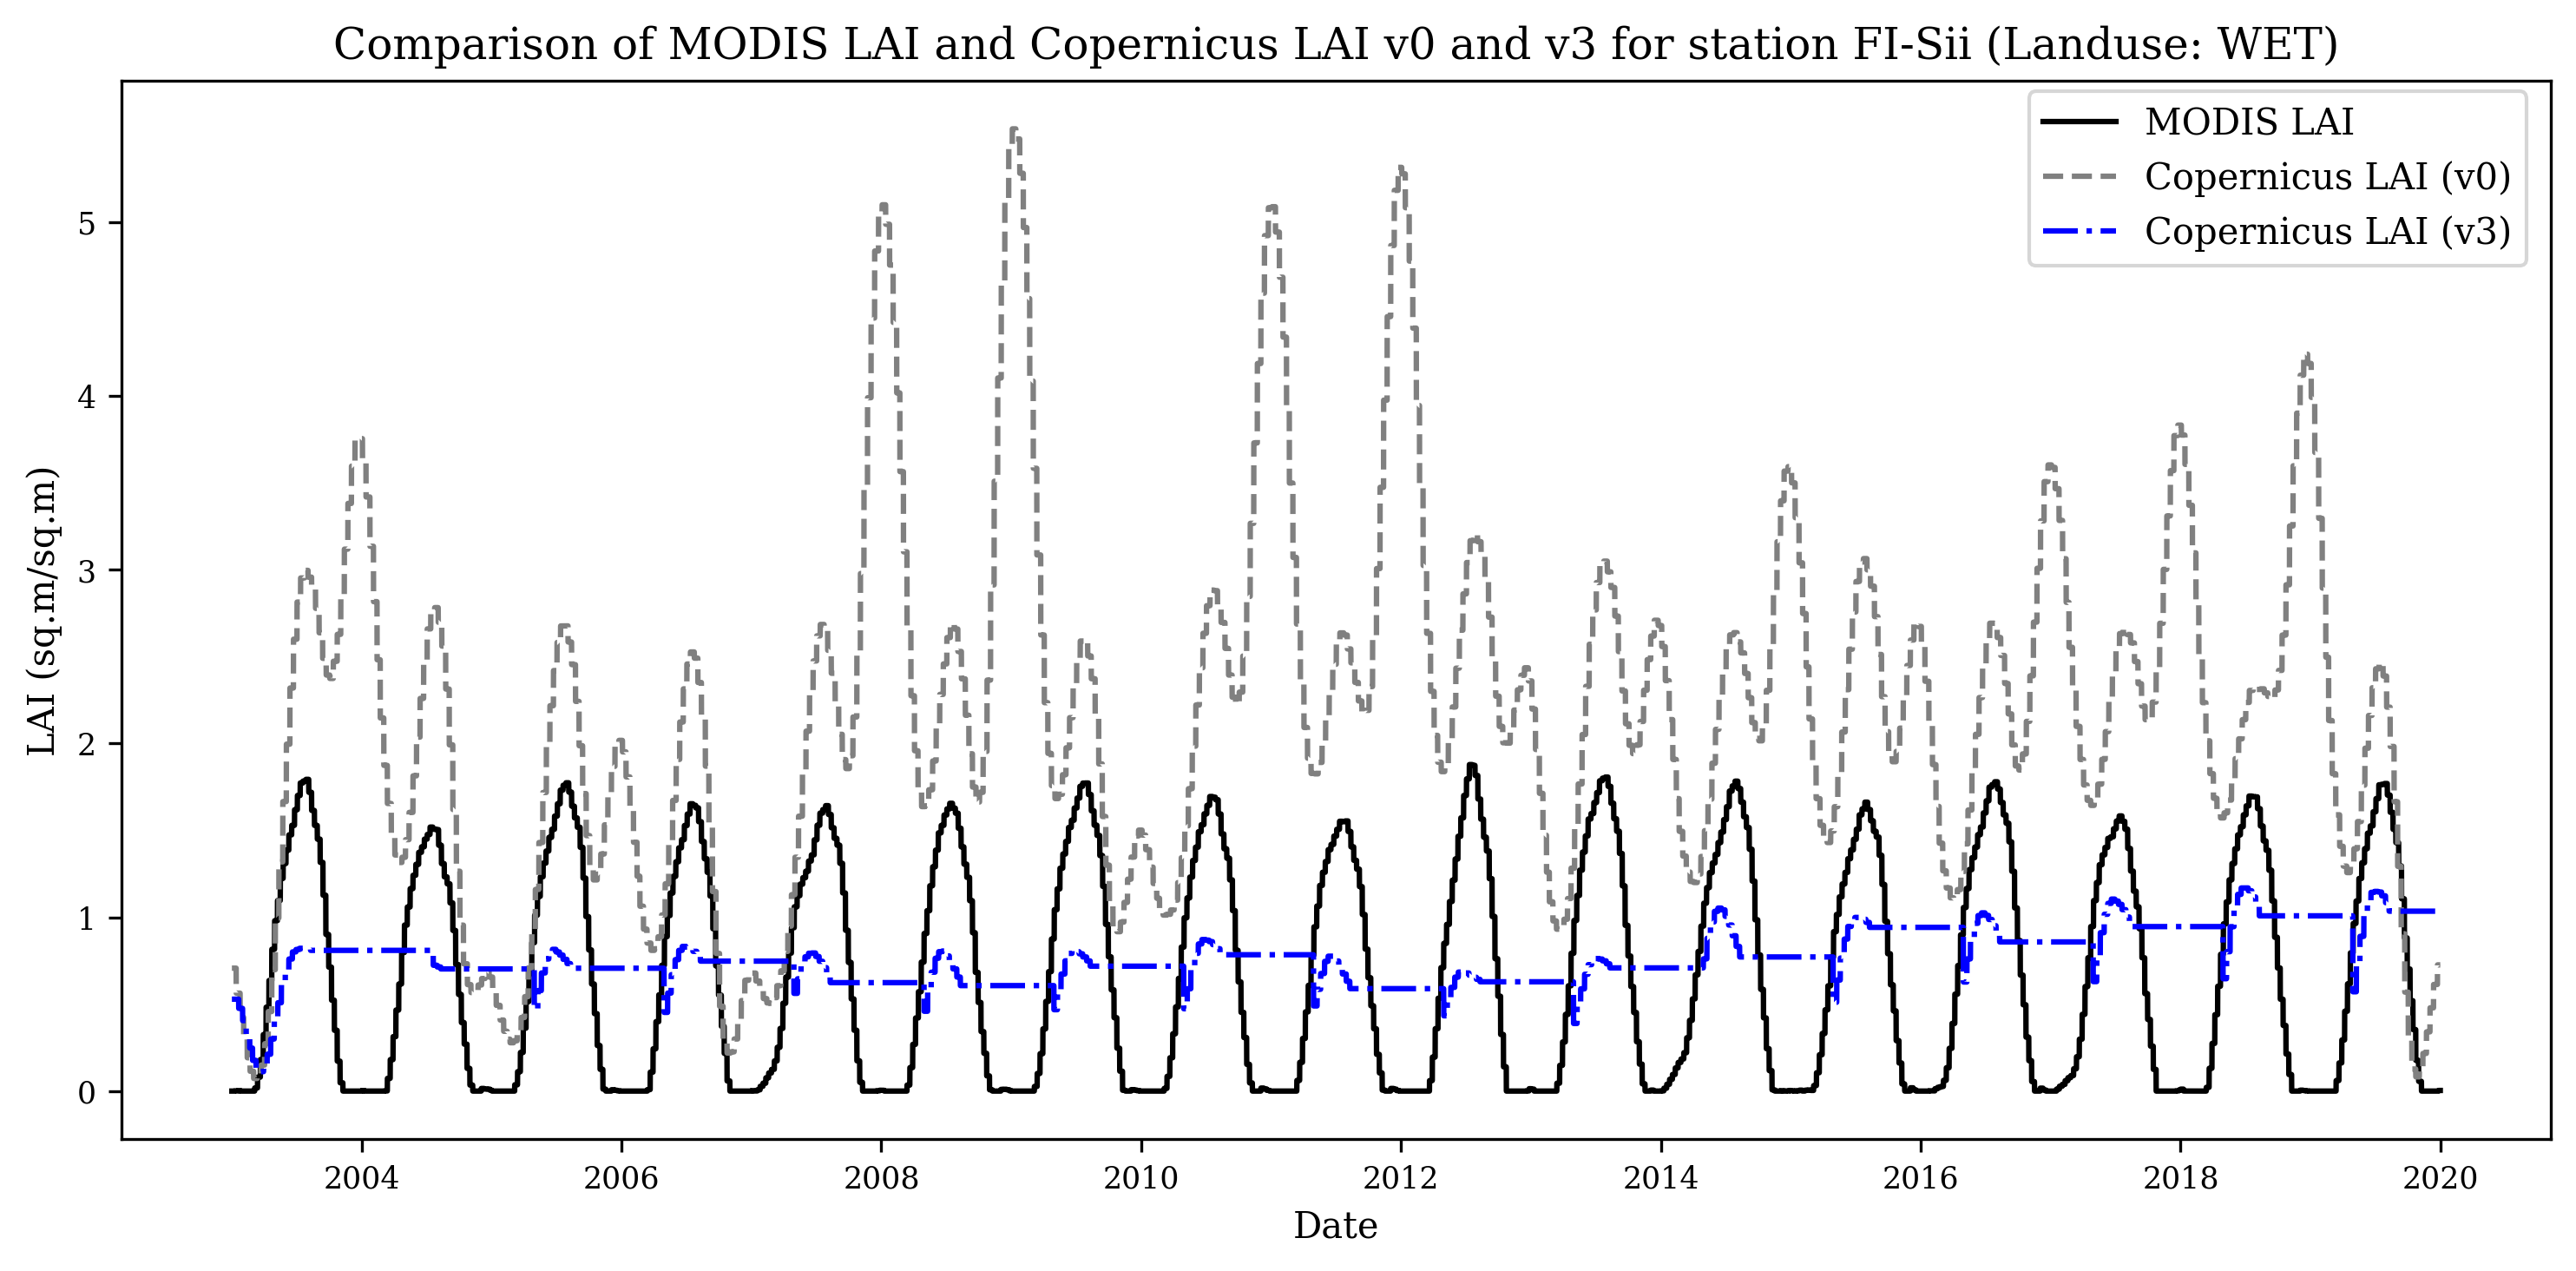 Comparison of MODIS LAI and Copernicus LAI v0 and v3 for station FI-Sii (Landuse: WET)
MODIS LAI
Copernicus LAI (v0)
Copernicus LAI (v3)
LAI (sq.m/sq.m)
5
4
3
2
1
0
2004 2006 2008 2010 2012 2014 2016 2018 2020
Date